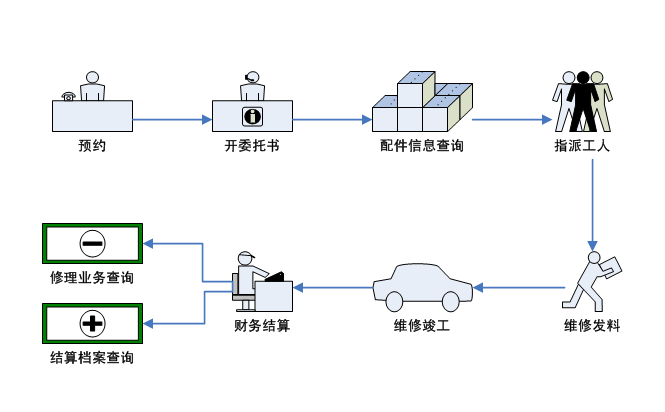 预约
开委托书
配件信息查询
指派工人
修理业务查询
财务结算
维修竣工
维修发料
结算档案查询